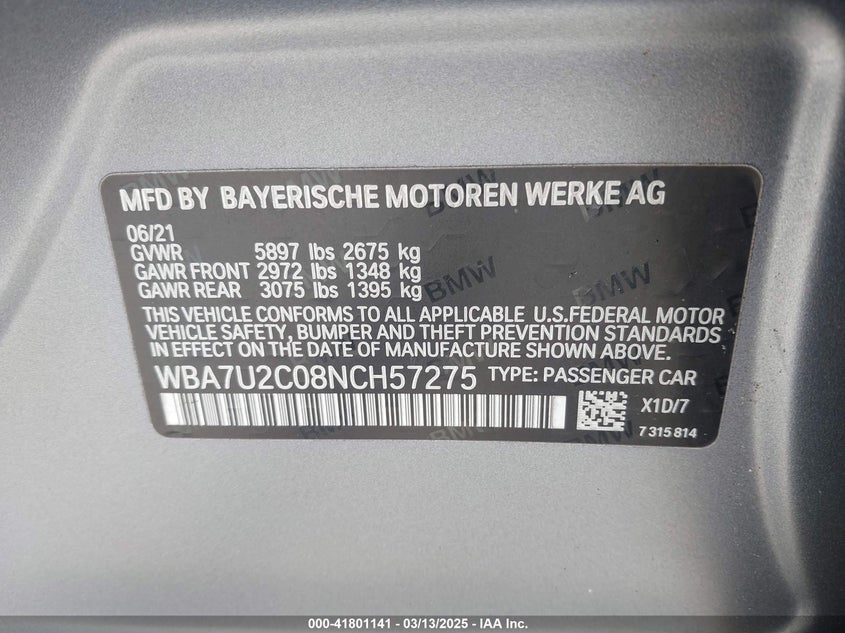 MFD BY BAYERISCHE MOTOREN WERKE AG
06/21
GVWR 5897 lbs 2675 kg
GAWR FRONT 2972 lbs 1348 kg
GAWR REAR 3075 lbs 1395 kg
THIS VEHICLE CONFORMS TO ALL APPLICABLE U.S.FEDERAL MOTOR
VEHICLE SAFETY, BUMPER AND THEFT PREVENTION STANDARDS
IN EFFECT ON THE DATE OF MANUFACTURE SHOWN ABOVE.
WBA7U2C08NCH57275 TYPE: PASSENGER CAR
X1D/7
7 315 814
BMW
BMW
BMW
000-41801141 - 03/13/2025 - IAA Inc.